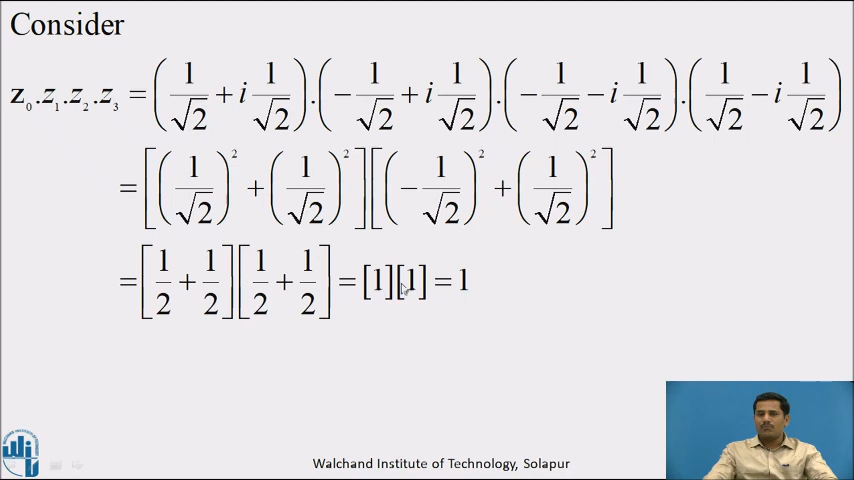 Consider
z₀.z₁.z₂.z₃ = (1/√2 + i 1/√2).(−1/√2 + i 1/√2).(−1/√2 − i 1/√2).(1/√2 − i 1/√2)
= [(1/√2)² + (1/√2)²][(−1/√2)² + (1/√2)²]
= [1/2 + 1/2][1/2 + 1/2] = [1][1] = 1
Walchand Institute of Technology, Solapur